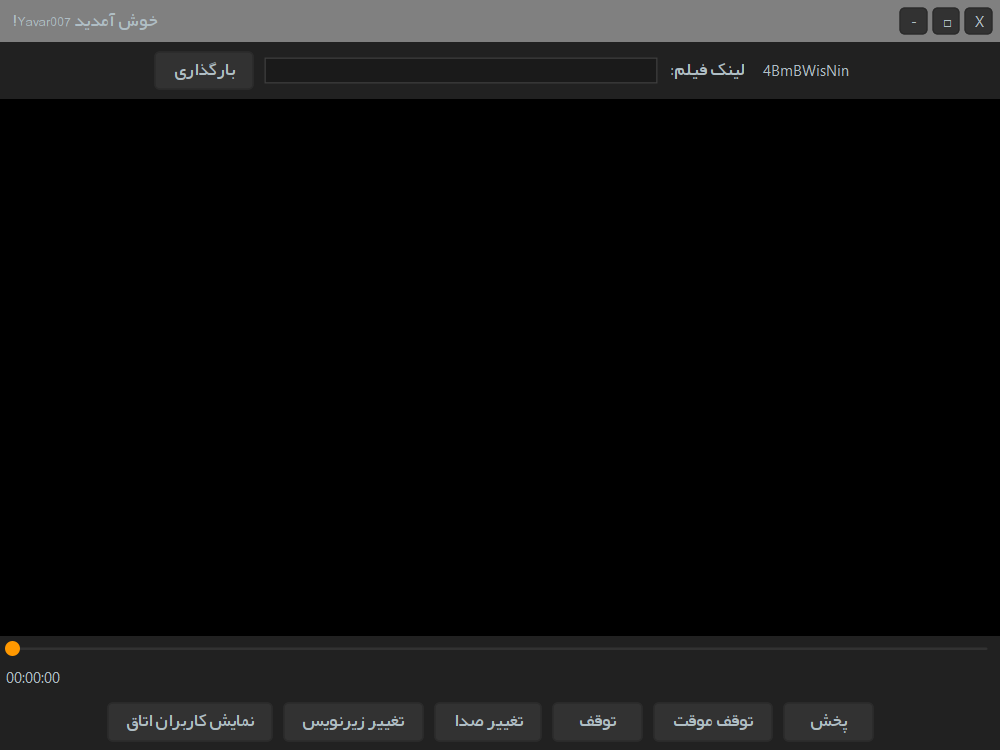 خوش آمدید Yavar007!
- □ X
4BmBWisNin لینک فیلم: بارگذاری
00:00:00
پخش توقف موقت توقف تغییر صدا تغییر زیرنویس نمایش کاربران اتاق